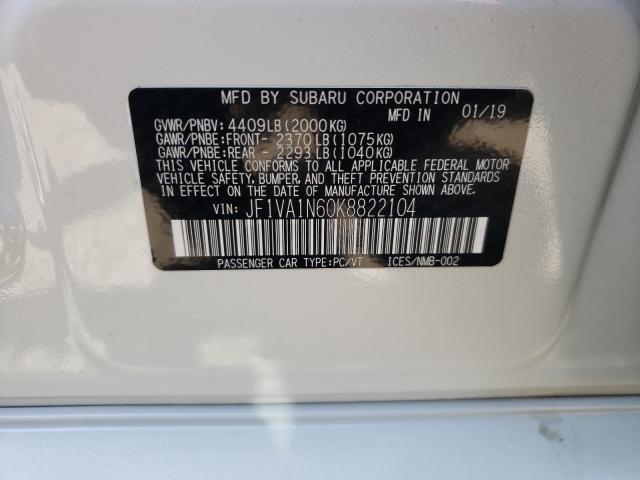 MFD BY SUBARU CORPORATION
MFD IN 01/19
GVWR/PNBV: 4409LB(2000KG)
GAWR/PNBE:FRONT- 2370LB(1075KG)
GAWR/PNBE:REAR - 2293LB(1040KG)
THIS VEHICLE CONFORMS TO ALL APPLICABLE FEDERAL MOTOR
VEHICLE SAFETY,BUMPER,AND THEFT PREVENTION STANDARDS
IN EFFECT ON THE DATE OF MANUFACTURE SHOWN ABOVE.
VIN: JF1VA1N60K8822104
PASSENGER CAR TYPE:PC/VT ICES/NMB-002